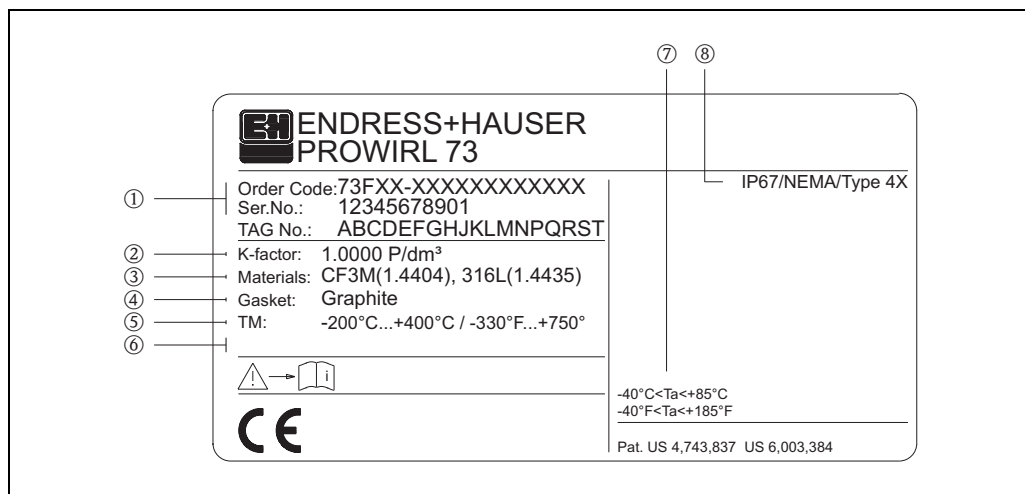 ⑦ ⑧
E+H ENDRESS+HAUSER
PROWIRL 73
IP67/NEMA/Type 4X
① Order Code:73FXX-XXXXXXXXXXXX
Ser.No.: 12345678901
TAG No.: ABCDEFGHJKLMNPQRST
② K-factor: 1.0000 P/dm³
③ Materials: CF3M(1.4404), 316L(1.4435)
④ Gasket: Graphite
⑤ TM: -200°C...+400°C / -330°F...+750°
⑥
i
-40°C<Ta<+85°C
-40°F<Ta<+185°F
CE
Pat. US 4,743,837 US 6,003,384